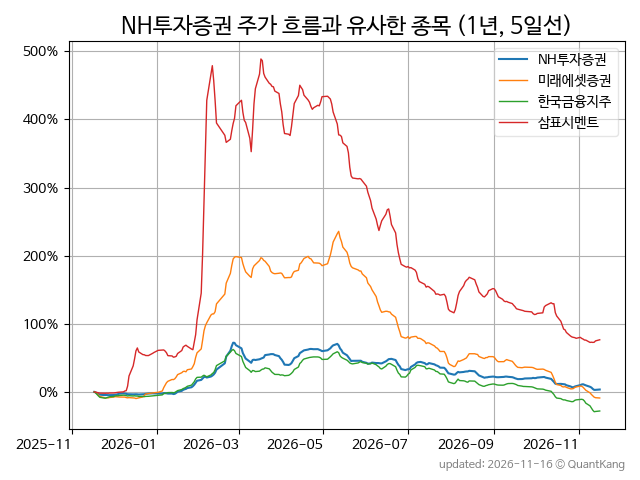 NH투자증권 주가 흐름과 유사한 종목 (1년, 5일선)
NH투자증권
미래에셋증권
한국금융지주
삼표시멘트
500%
400%
300%
200%
100%
0%
2025-11
2026-01
2026-03
2026-05
2026-07
2026-09
2026-11
updated: 2026-11-16 © QuantKang